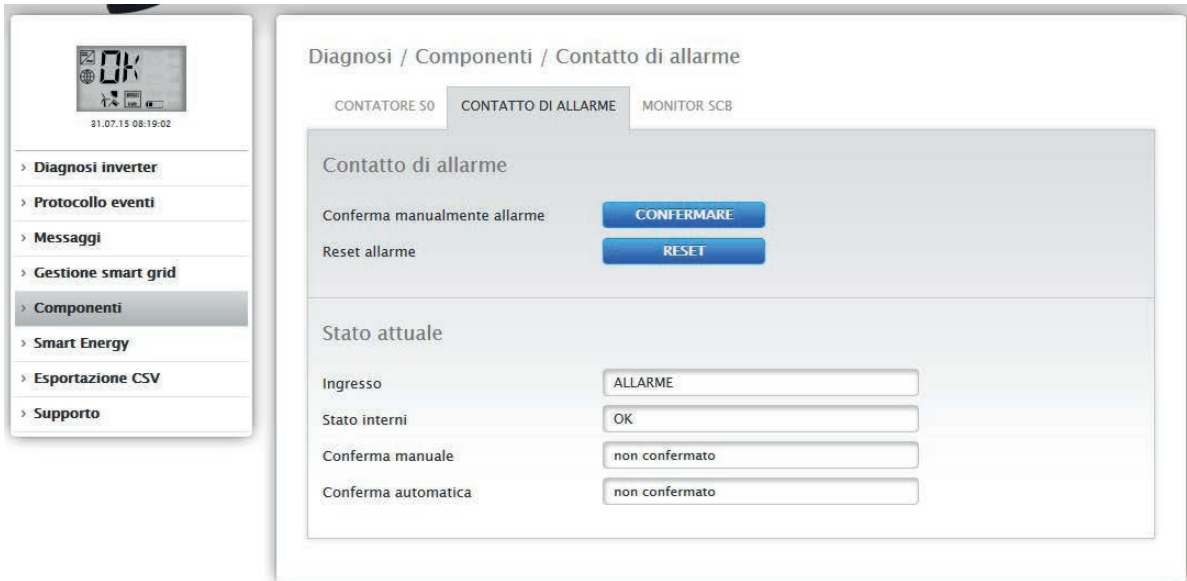 OK
31.07.15 08:19:02
Diagnosi inverter
Protocollo eventi
Messaggi
Gestione smart grid
Componenti
Smart Energy
Esportazione CSV
Supporto
Diagnosi / Componenti / Contatto di allarme
CONTATORE S0 CONTATTO DI ALLARME MONITOR SCB
Contatto di allarme
Conferma manualmente allarme CONFERMARE
Reset allarme RESET
Stato attuale
Ingresso ALLARME
Stato interni OK
Conferma manuale non confermato
Conferma automatica non confermato